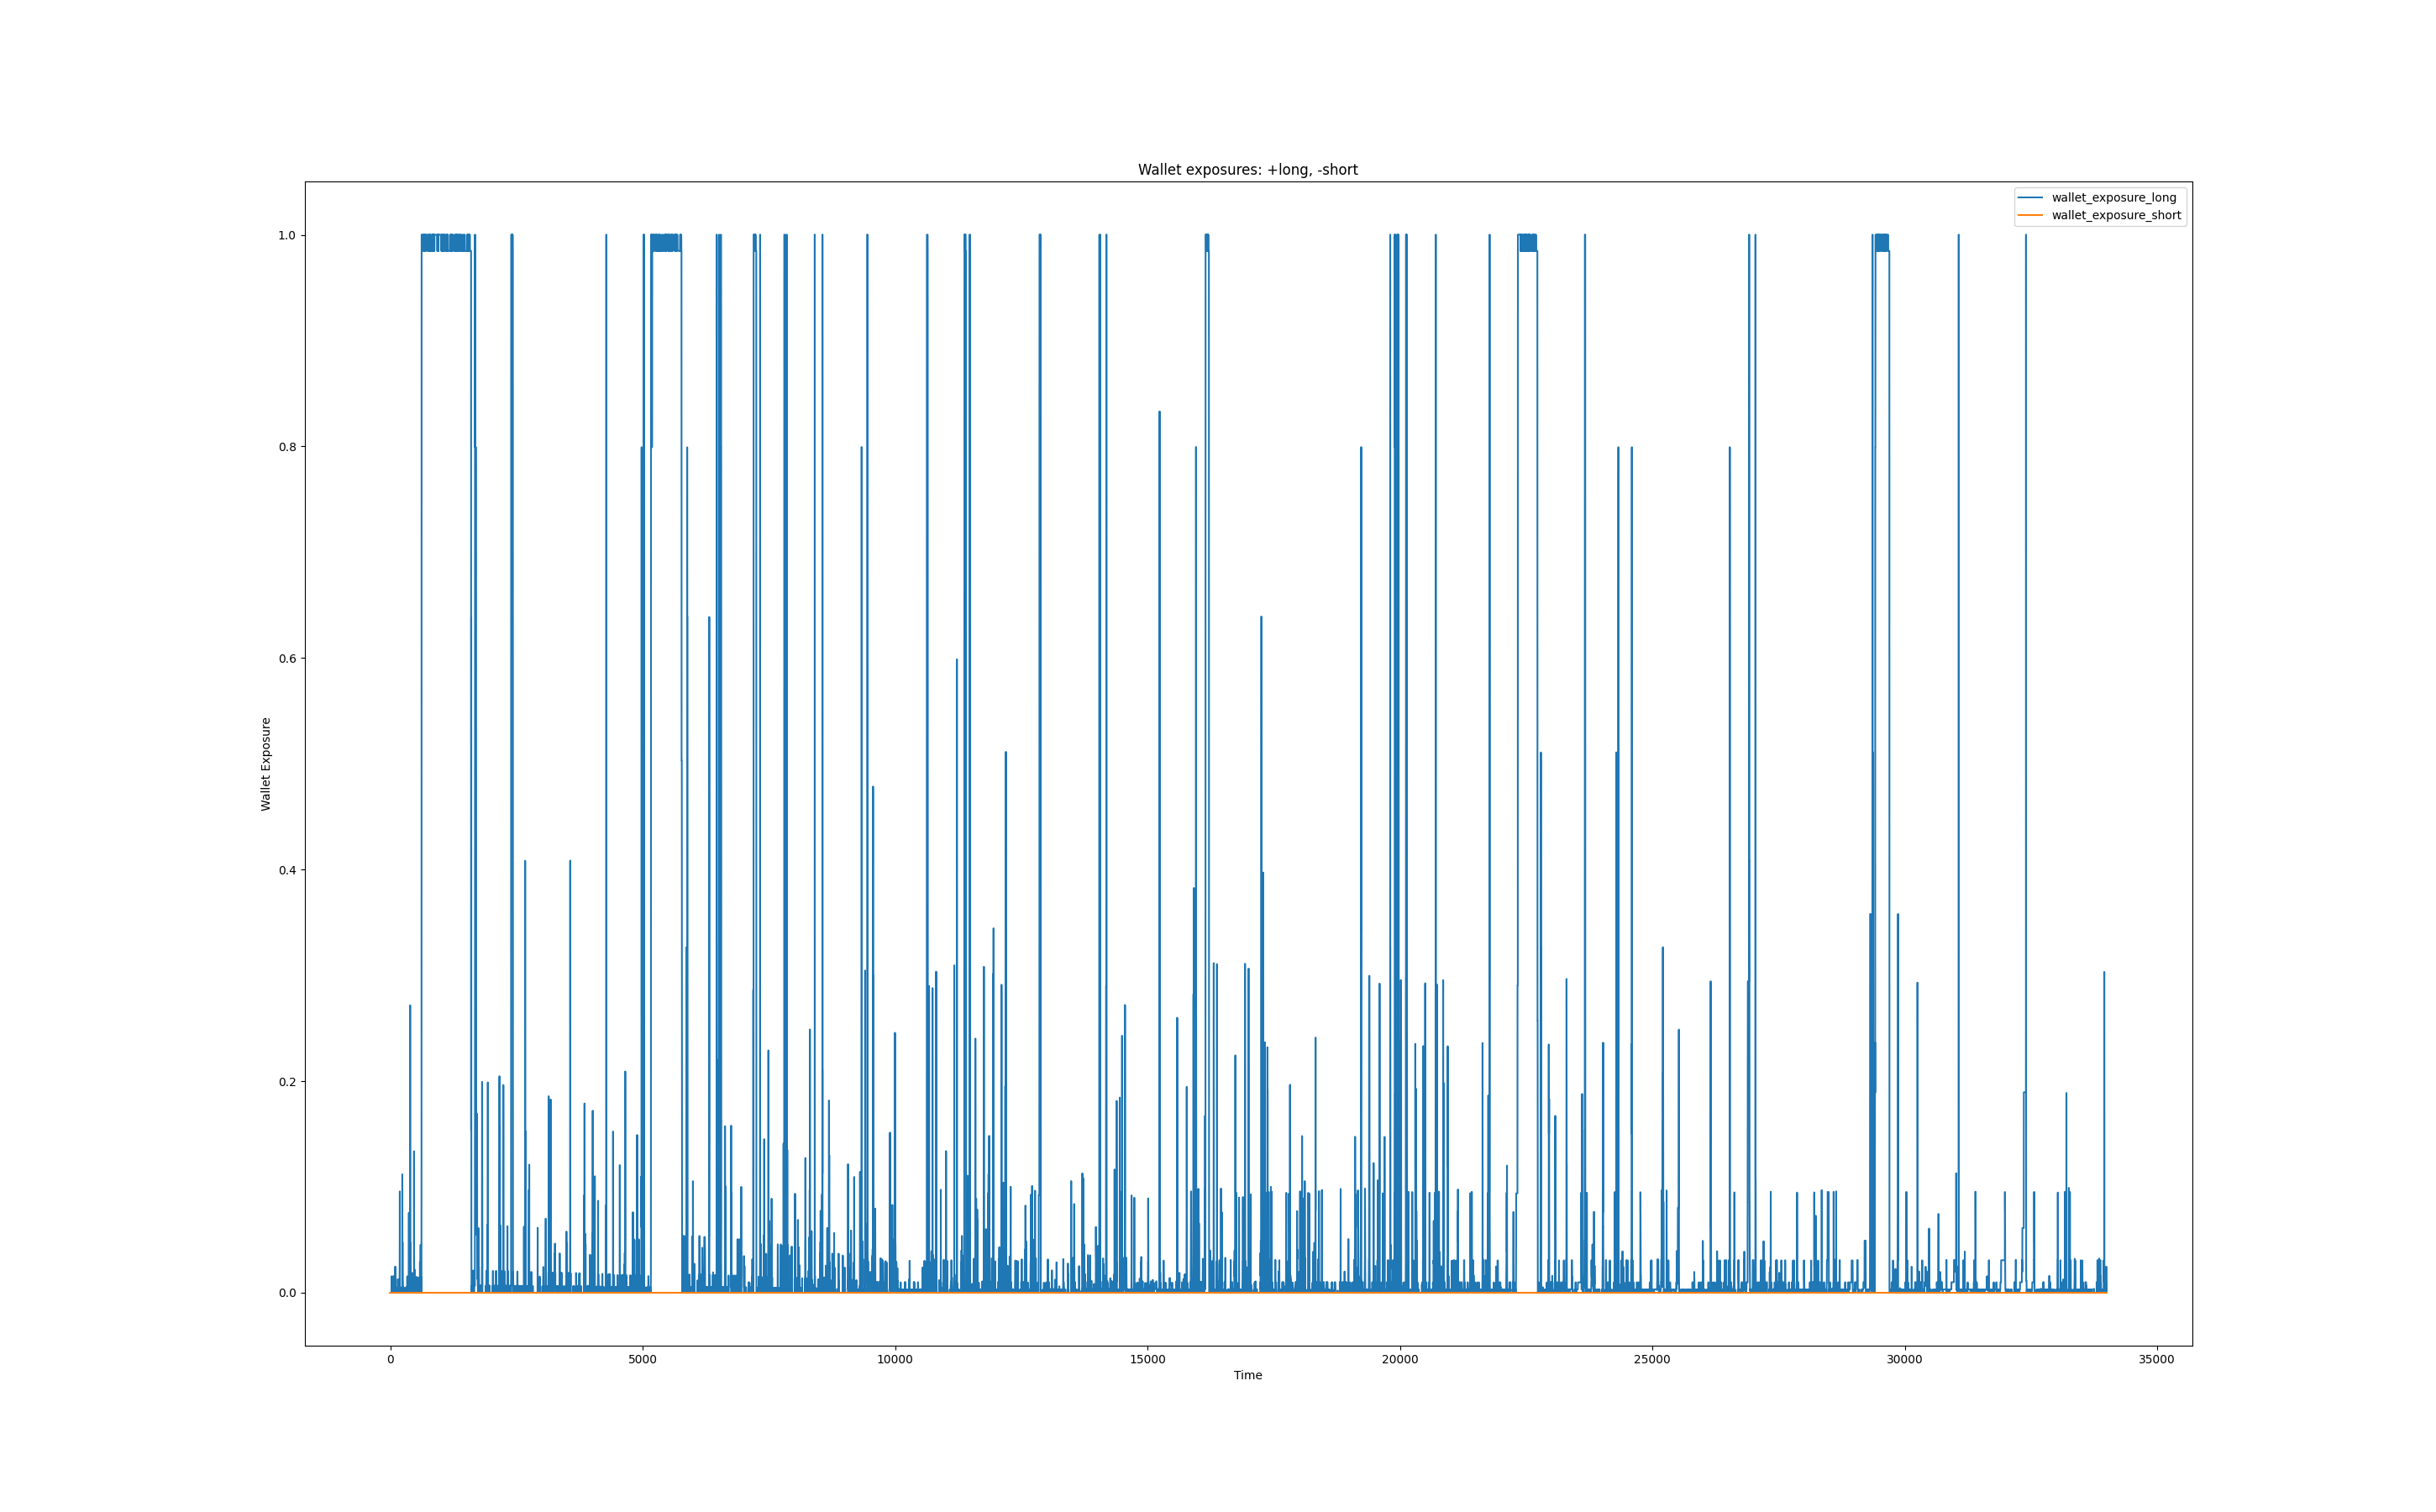 Wallet exposures: +long, -short
wallet_exposure_long
wallet_exposure_short
1.0
0.8
0.6
0.4
0.2
0.0
Wallet Exposure
0 5000 10000 15000 20000 25000 30000 35000
Time